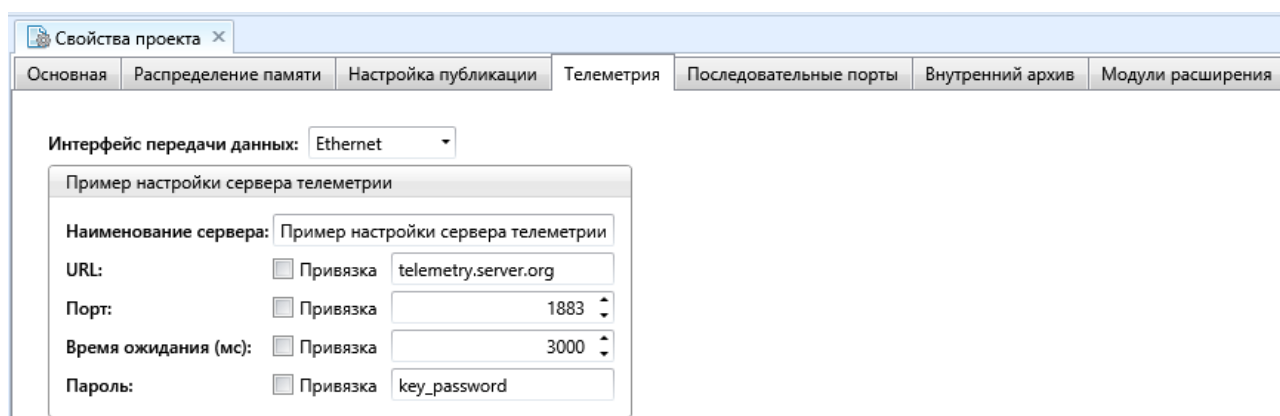 Свойства проекта ×
Основная Распределение памяти Настройка публикации Телеметрия Последовательные порты Внутренний архив Модули расширения
Интерфейс передачи данных: Ethernet
Пример настройки сервера телеметрии
Наименование сервера: Пример настройки сервера телеметрии
URL: Привязка telemetry.server.org
Порт: Привязка 1883
Время ожидания (мс): Привязка 3000
Пароль: Привязка key_password